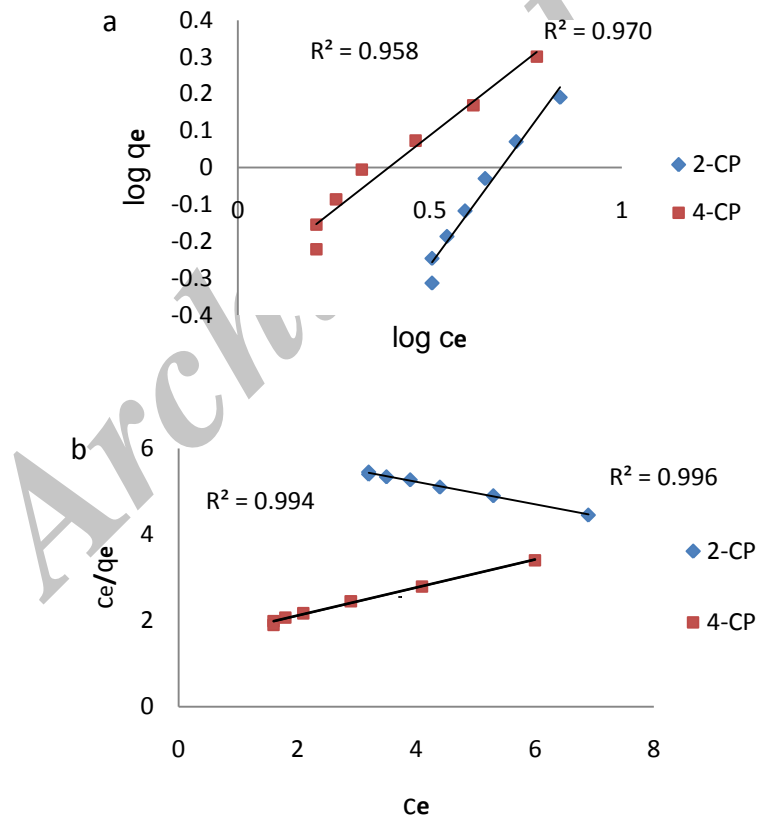 a
0.4
0.3
0.2
0.1
0
-0.1
-0.2
-0.3
-0.4
log qe
R² = 0.958
R² = 0.970
0
0.5
1
log ce
2-CP
4-CP
b
6
4
2
0
ce/qe
R² = 0.994
R² = 0.996
0
2
4
6
8
ce
2-CP
4-CP